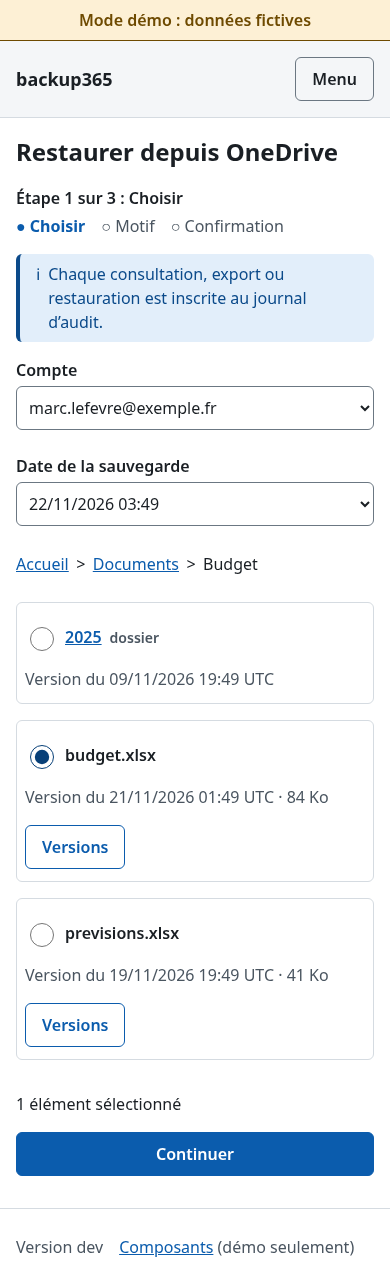 Mode démo : données fictives
backup365
Menu
Restaurer depuis OneDrive
Étape 1 sur 3 : Choisir
● Choisir ○ Motif ○ Confirmation
i Chaque consultation, export ou
restauration est inscrite au journal
d’audit.
Compte
marc.lefevre@exemple.fr
Date de la sauvegarde
22/11/2026 03:49
Accueil > Documents > Budget
2025 dossier
Version du 09/11/2026 19:49 UTC
budget.xlsx
Version du 21/11/2026 01:49 UTC · 84 Ko
Versions
previsions.xlsx
Version du 19/11/2026 19:49 UTC · 41 Ko
Versions
1 élément sélectionné
Continuer
Version dev Composants (démo seulement)